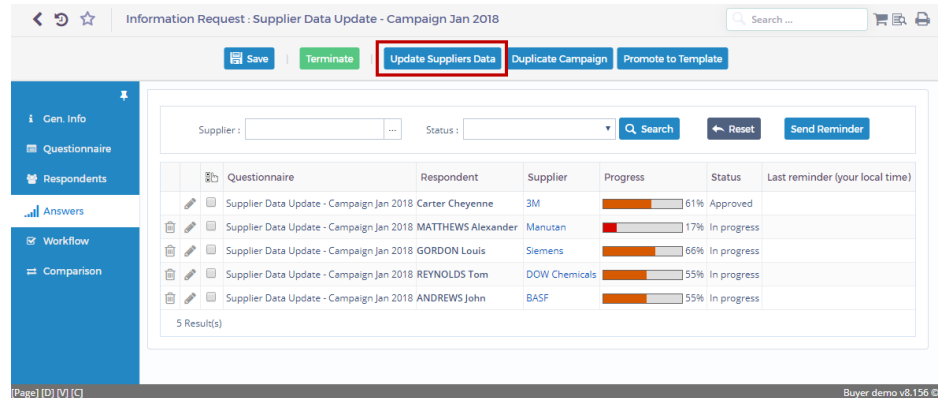 Information Request : Supplier Data Update - Campaign Jan 2018
Search ...
Save
Terminate
Update Suppliers Data
Duplicate Campaign
Promote to Template
Gen. Info
Questionnaire
Respondents
Answers
Workflow
Comparison
Supplier :
...
Status :
Search
Reset
Send Reminder
Questionnaire Respondent Supplier Progress Status Last reminder (your local time)
Supplier Data Update - Campaign Jan 2018 Carter Cheyenne 3M 61% Approved
Supplier Data Update - Campaign Jan 2018 MATTHEWS Alexander Manutan 17% In progress
Supplier Data Update - Campaign Jan 2018 GORDON Louis Siemens 66% In progress
Supplier Data Update - Campaign Jan 2018 REYNOLDS Tom DOW Chemicals 55% In progress
Supplier Data Update - Campaign Jan 2018 ANDREWS John BASF 55% In progress
5 Result(s)
[Page] [D] [V] [C]
Buyer demo v8.156 ©